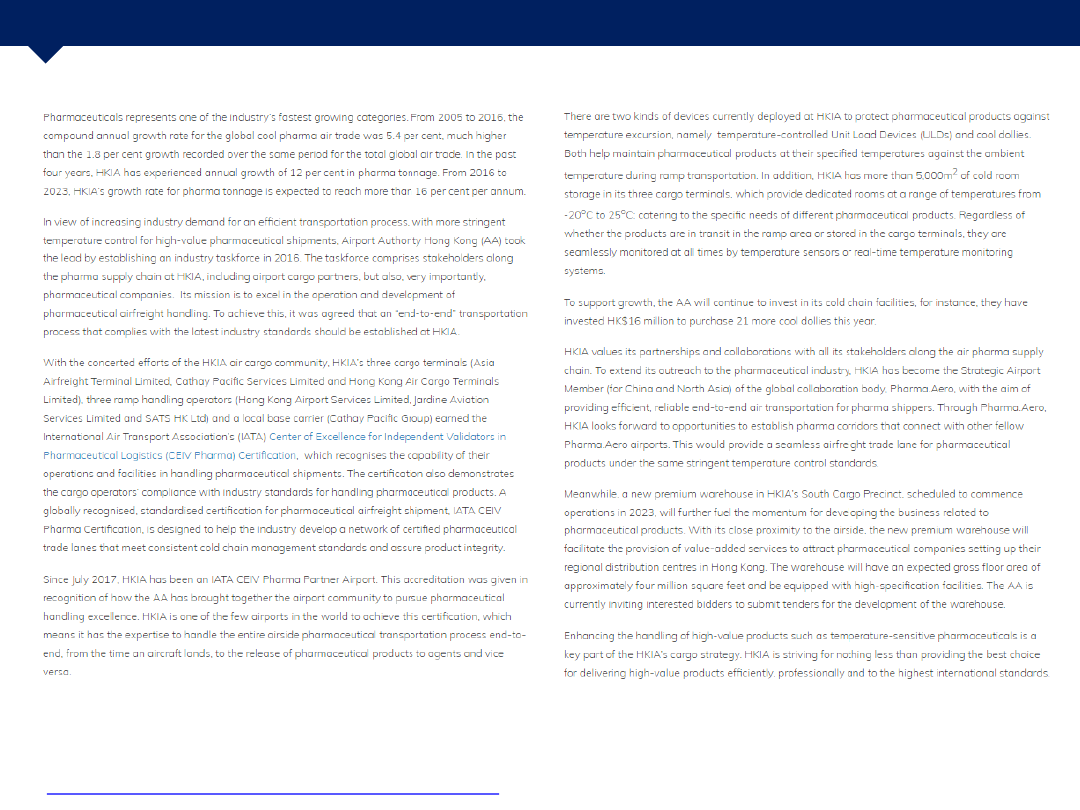 Pharmaceuticals represents one of the industry's fastest growing categories. From 2005 to 2016, the
compound annual growth rate for the global cool pharma air trade was 5.4 per cent, much higher
than the 1.8 per cent growth recorded over the same period for the total global air trade. In the past
four years, HKIA has experienced annual growth of 12 per cent in pharma tonnage. From 2016 to
2023, HKIA's growth rate for pharma tonnage is expected to reach more than 16 per cent per annum.
In view of increasing industry demand for an efficient transportation process, with more stringent
temperature control for high-value pharmaceutical shipments, Airport Authority Hong Kong (AA) took
the lead by establishing an industry taskforce in 2016. The taskforce comprises stakeholders along
the pharma supply chain at HKIA, including airport cargo partners, but also, very importantly,
pharmaceutical companies. Its mission is to excel in the operation and development of
pharmaceutical airfreight handling. To achieve this, it was agreed that an "end-to-end" transportation
process that complies with the latest industry standards should be established at HKIA.
With the concerted efforts of the HKIA air cargo community, HKIA's three cargo terminals (Asia
Airfreight Terminal Limited, Cathay Pacific Services Limited and Hong Kong Air Cargo Terminals
Limited), three ramp handling operators (Hong Kong Airport Services Limited, Jardine Aviation
Services Limited and SATS HK Ltd) and a local base carrier (Cathay Pacific Group) earned the
International Air Transport Association's (IATA) Center of Excellence for Independent Validators in
Pharmaceutical Logistics (CEIV Pharma) Certification, which recognises the capability of their
operations and facilities in handling pharmaceutical shipments. The certification also demonstrates
the cargo operators' compliance with industry standards for handling pharmaceutical products. A
globally recognised, standardised certification for pharmaceutical airfreight shipment, IATA CEIV
Pharma Certification, is designed to help the industry develop a network of certified pharmaceutical
trade lanes that meet consistent cold chain management standards and assure product integrity.
Since July 2017, HKIA has been an IATA CEIV Pharma Partner Airport. This accreditation was given in
recognition of how the AA has brought together the airport community to pursue pharmaceutical
handling excellence. HKIA is one of the few airports in the world to achieve this certification, which
means it has the expertise to handle the entire airside pharmaceutical transportation process end-to-
end, from the time an aircraft lands, to the release of pharmaceutical products to agents and vice
versa.
There are two kinds of devices currently deployed at HKIA to protect pharmaceutical products against
temperature excursion, namely temperature-controlled Unit Load Devices (ULDs) and cool dollies.
Both help maintain pharmaceutical products at their specified temperatures against the ambient
temperature during ramp transportation. In addition, HKIA has more than 5,000m2 of cold room
storage in its three cargo terminals, which provide dedicated rooms at a range of temperatures from
-20°C to 25°C; catering to the specific needs of different pharmaceutical products. Regardless of
whether the products are in transit in the ramp area or stored in the cargo terminals, they are
seamlessly monitored at all times by temperature sensors or real-time temperature monitoring
systems.
To support growth, the AA will continue to invest in its cold chain facilities, for instance, they have
invested HK$16 million to purchase 21 more cool dollies this year.
HKIA values its partnerships and collaborations with all its stakeholders along the air pharma supply
chain. To extend its outreach to the pharmaceutical industry, HKIA has become the Strategic Airport
Member (for China and North Asia) of the global collaboration body, Pharma.Aero, with the aim of
providing efficient, reliable end-to-end air transportation for pharma shippers. Through Pharma.Aero,
HKIA looks forward to opportunities to establish pharma corridors that connect with other fellow
Pharma.Aero airports. This would provide a seamless airfreight trade lane for pharmaceutical
products under the same stringent temperature control standards.
Meanwhile, a new premium warehouse in HKIA's South Cargo Precinct, scheduled to commence
operations in 2023, will further fuel the momentum for developing the business related to
pharmaceutical products. With its close proximity to the airside, the new premium warehouse will
facilitate the provision of value-added services to attract pharmaceutical companies setting up their
regional distribution centres in Hong Kong. The warehouse will have an expected gross floor area of
approximately four million square feet and be equipped with high-specification facilities. The AA is
currently inviting interested bidders to submit tenders for the development of the warehouse.
Enhancing the handling of high-value products such as temperature-sensitive pharmaceuticals is a
key part of the HKIA's cargo strategy. HKIA is striving for nothing less than providing the best choice
for delivering high-value products efficiently, professionally and to the highest international standards.